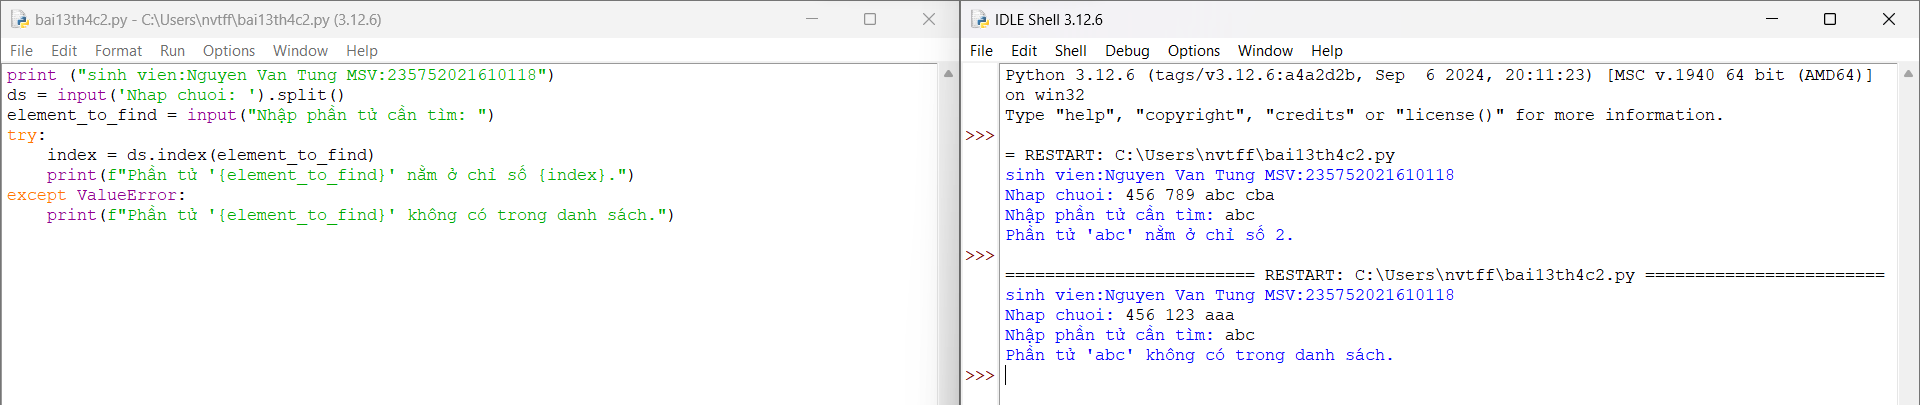 bai13th4c2.py - C:\Users\nvtff\bai13th4c2.py (3.12.6)
File Edit Format Run Options Window Help
print ("sinh vien:Nguyen Van Tung MSV:235752021610118")
ds = input('Nhap chuoi: ').split()
element_to_find = input("Nhập phần tử cần tìm: ")
try:
    index = ds.index(element_to_find)
    print(f"Phần tử '{element_to_find}' nằm ở chỉ số {index}.")
except ValueError:
    print(f"Phần tử '{element_to_find}' không có trong danh sách.")
IDLE Shell 3.12.6
File Edit Shell Debug Options Window Help
Python 3.12.6 (tags/v3.12.6:a4a2d2b, Sep  6 2024, 20:11:23) [MSC v.1940 64 bit (AMD64)]
on win32
Type "help", "copyright", "credits" or "license()" for more information.
>>>
= RESTART: C:\Users\nvtff\bai13th4c2.py
sinh vien:Nguyen Van Tung MSV:235752021610118
Nhap chuoi: 456 789 abc cba
Nhập phần tử cần tìm: abc
Phần tử 'abc' nằm ở chỉ số 2.
>>>
========================= RESTART: C:\Users\nvtff\bai13th4c2.py ========================
sinh vien:Nguyen Van Tung MSV:235752021610118
Nhap chuoi: 456 123 aaa
Nhập phần tử cần tìm: abc
Phần tử 'abc' không có trong danh sách.
>>>